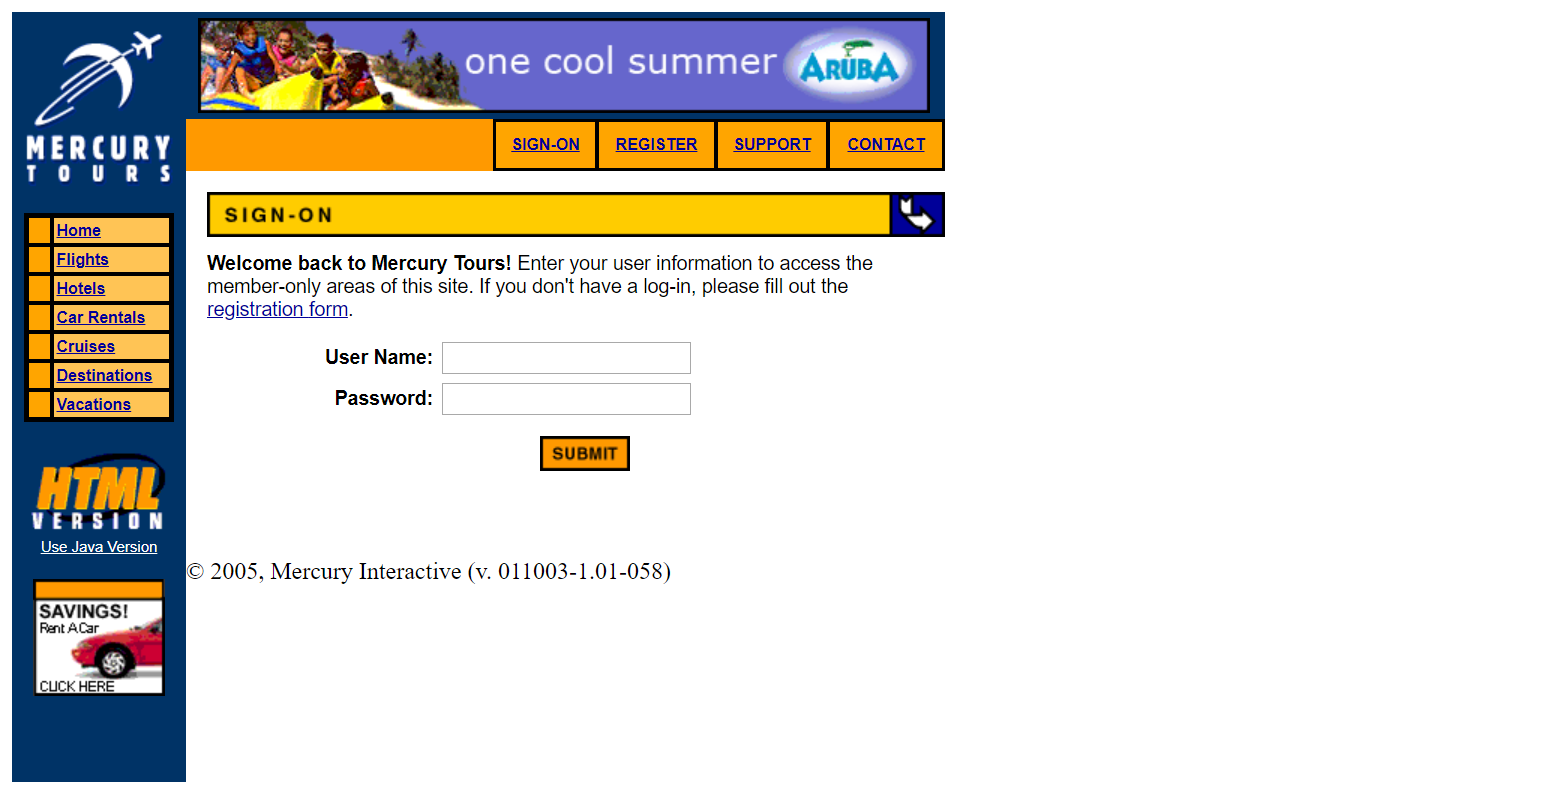 one cool summer ARUBA
MERCURY
TOURS
SIGN-ON REGISTER SUPPORT CONTACT
SIGN-ON
Home
Flights
Hotels
Car Rentals
Cruises
Destinations
Vacations
Welcome back to Mercury Tours! Enter your user information to access the
member-only areas of this site. If you don't have a log-in, please fill out the
registration form.
User Name:
Password:
SUBMIT
HTML
VERSION
Use Java Version
© 2005, Mercury Interactive (v. 011003-1.01-058)
SAVINGS!
Rent A Car
CLICK HERE